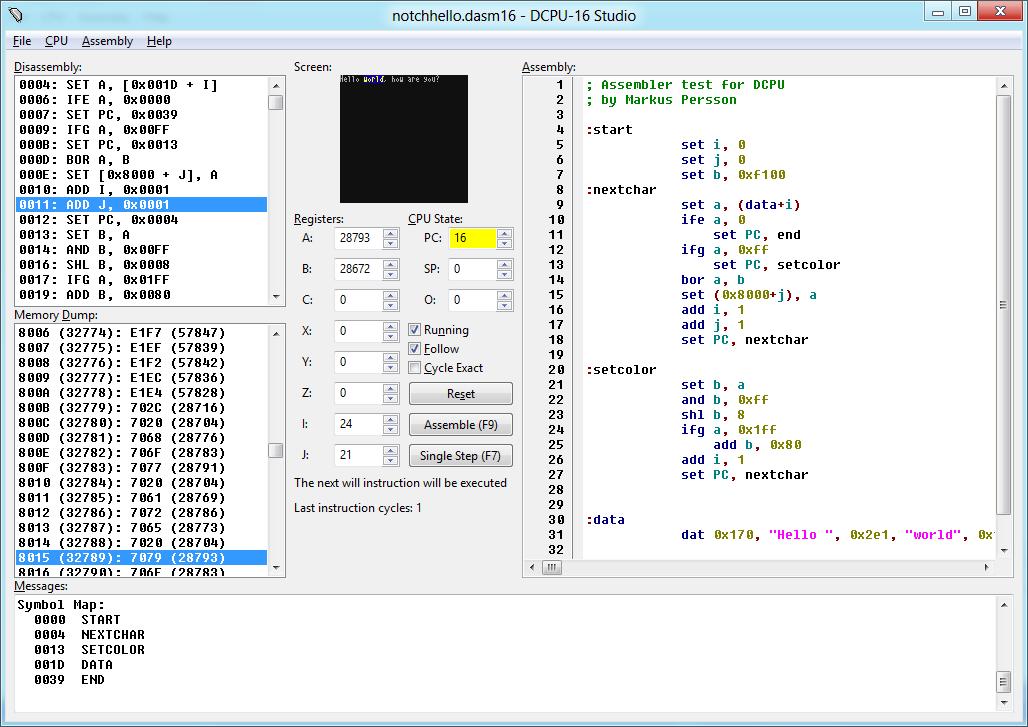 notchhello.dasm16 - DCPU-16 Studio
File CPU Assembly Help
Disassembly:
0004: SET A, [0x001D + I]
0006: IFE A, 0x0000
0007: SET PC, 0x0039
0009: IFG A, 0x00FF
000B: SET PC, 0x0013
000D: BOR A, B
000E: SET [0x8000 + J], A
0010: ADD I, 0x0001
0011: ADD J, 0x0001
0012: SET PC, 0x0004
0013: SET B, A
0014: AND B, 0x00FF
0016: SHL B, 0x0008
0017: IFG A, 0x01FF
0019: ADD B, 0x0080
Memory Dump:
8006 (32774): E1F7 (57847)
8007 (32775): E1EF (57839)
8008 (32776): E1F2 (57842)
8009 (32777): E1EC (57836)
800A (32778): E1E4 (57828)
800B (32779): 702C (28716)
800C (32780): 7020 (28704)
800D (32781): 7068 (28776)
800E (32782): 706F (28783)
800F (32783): 7077 (28791)
8010 (32784): 7020 (28704)
8011 (32785): 7061 (28769)
8012 (32786): 7072 (28786)
8013 (32787): 7065 (28773)
8014 (32788): 7020 (28704)
8015 (32789): 7079 (28793)
8016 (32790): 706F (28783)
Screen:
Hello world, how are you?
Registers:
A: 28793
B: 28672
C: 0
X: 0
Y: 0
Z: 0
I: 24
J: 21
CPU State:
PC: 16
SP: 0
O: 0
Running
Follow
Cycle Exact
Reset
Assemble (F9)
Single Step (F7)
The next will instruction will be executed
Last instruction cycles: 1
Assembly:
1 ; Assembler test for DCPU
2 ; by Markus Persson
3
4 :start
5 set i, 0
6 set j, 0
7 set b, 0xf100
8 :nextchar
9 set a, (data+i)
10 ife a, 0
11 set PC, end
12 ifg a, 0xff
13 set PC, setcolor
14 bor a, b
15 set (0x8000+j), a
16 add i, 1
17 add j, 1
18 set PC, nextchar
19
20 :setcolor
21 set b, a
22 and b, 0xff
23 shl b, 8
24 ifg a, 0x1ff
25 add b, 0x80
26 add i, 1
27 set PC, nextchar
28
29
30 :data
31 dat 0x170, "Hello ", 0x2e1, "world", 0x
32
Messages:
Symbol Map:
0000 START
0004 NEXTCHAR
0013 SETCOLOR
001D DATA
0039 END